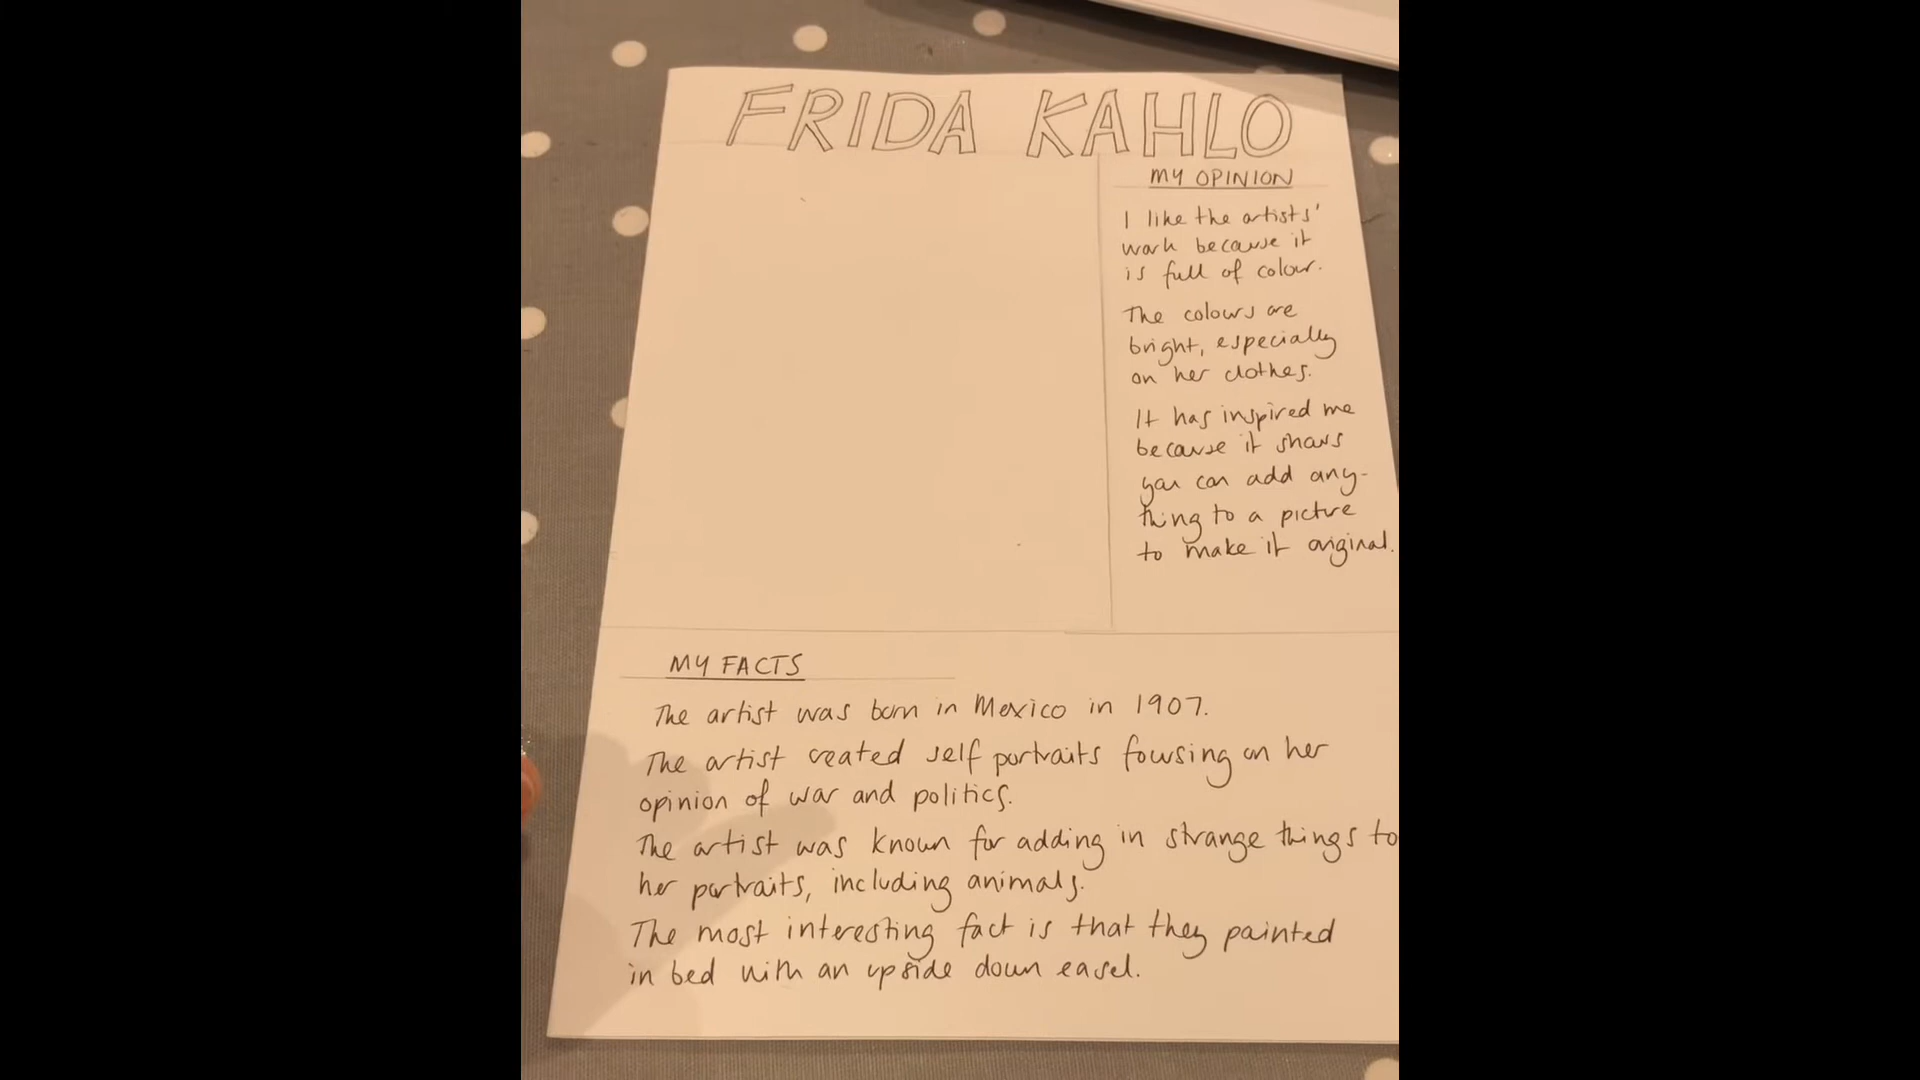 FRIDA KAHLO
MY OPINION
I like the artists'
work because it
is full of colour.
The colours are
bright, especially
on her clothes.
It has inspired me
because it shows
you can add any-
thing to a picture
to make it original.
MY FACTS
The artist was born in Mexico in 1907.
The artist created self portraits focusing on her
opinion of war and politics.
The artist was known for adding in strange things to
her portraits, including animals.
The most interesting fact is that they painted
in bed with an upside down easel.